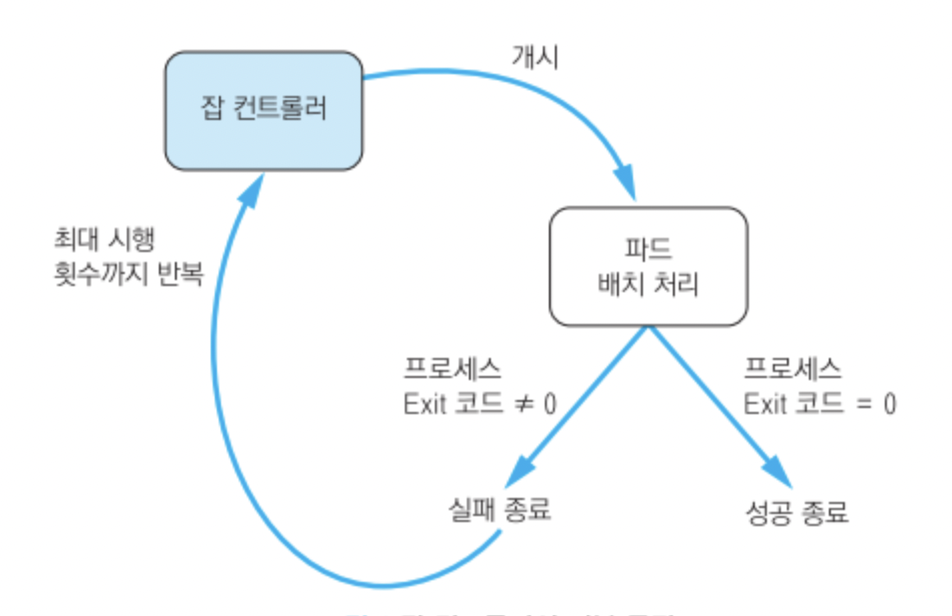 개시
잡 컨트롤러
최대 시행
횟수까지 반복
파드
배치 처리
프로세스
Exit 코드 ≠ 0
프로세스
Exit 코드 = 0
실패 종료
성공 종료